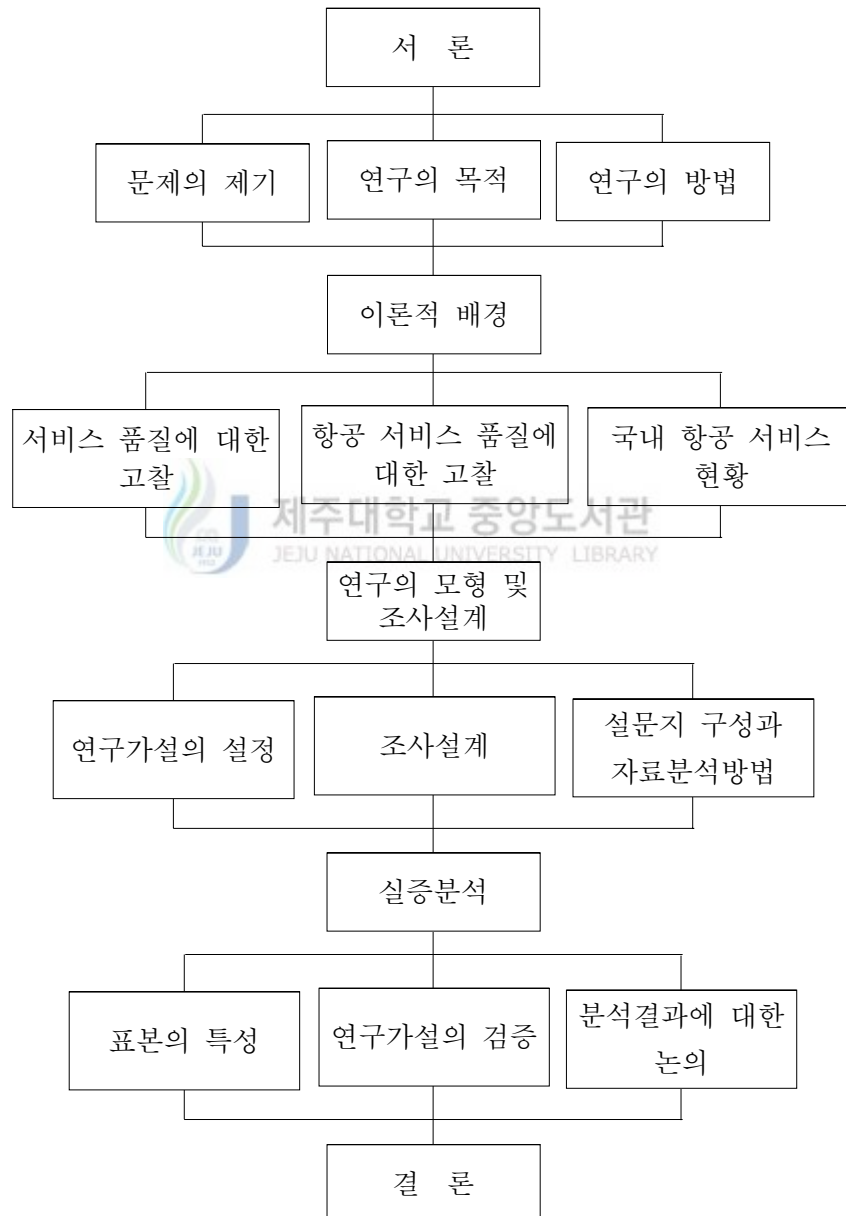 서 론
문제의 제기
연구의 목적
연구의 방법
이론적 배경
서비스 품질에 대한
고찰
항공 서비스 품질에
대한 고찰
국내 항공 서비스
현황
제주대학교 중앙도서관
JEJU NATIONAL UNIVERSITY LIBRARY
JEJU
1952
연구의 모형 및
조사설계
연구가설의 설정
조사설계
설문지 구성과
자료분석방법
실증분석
표본의 특성
연구가설의 검증
분석결과에 대한
논의
결 론